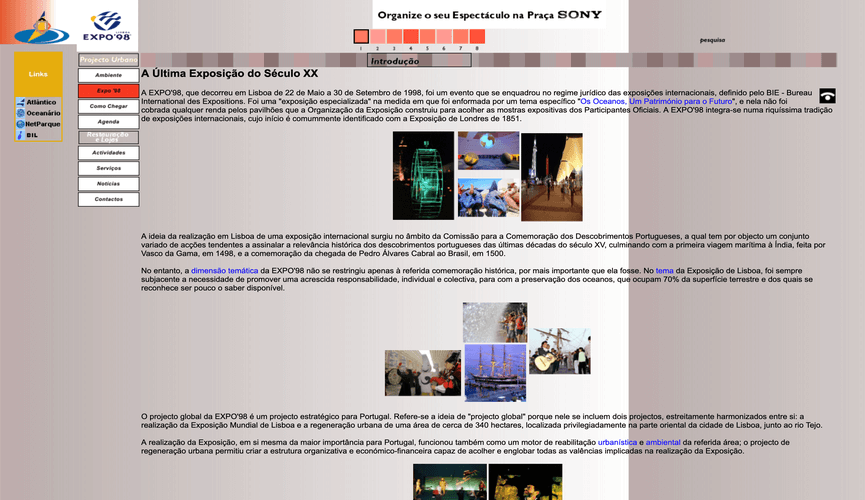 Organize o seu Espectáculo na Praça SONY
LISBOA
EXPO'98
1 2 3 4 5 6 7 8
pesquisa
Projecto Urbano
Introdução
Links
Atlântico
Oceanário
NetParque
BIL
Ambiente
Expo '98
Como Chegar
Agenda
Restauração
e Lojas
Actividades
Serviços
Notícias
Contactos
A Última Exposição do Século XX
A EXPO'98, que decorreu em Lisboa de 22 de Maio a 30 de Setembro de 1998, foi um evento que se enquadrou no regime jurídico das exposições internacionais, definido pelo BIE - Bureau
International des Expositions. Foi uma "exposição especializada" na medida em que foi enformada por um tema específico "Os Oceanos, Um Património para o Futuro", e nela não foi
cobrada qualquer renda pelos pavilhões que a Organização da Exposição construiu para acolher as mostras expositivas dos Participantes Oficiais. A EXPO'98 integra-se numa riquíssima tradição
de exposições internacionais, cujo início é comummente identificado com a Exposição de Londres de 1851.
A ideia da realização em Lisboa de uma exposição internacional surgiu no âmbito da Comissão para a Comemoração dos Descobrimentos Portugueses, a qual tem por objecto um conjunto
variado de acções tendentes a assinalar a relevância histórica dos descobrimentos portugueses das últimas décadas do século XV, culminando com a primeira viagem marítima à Índia, feita por
Vasco da Gama, em 1498, e a comemoração da chegada de Pedro Álvares Cabral ao Brasil, em 1500.
No entanto, a dimensão temática da EXPO'98 não se restringiu apenas à referida comemoração histórica, por mais importante que ela fosse. No tema da Exposição de Lisboa, foi sempre
subjacente a necessidade de promover uma acrescida responsabilidade, individual e colectiva, para com a preservação dos oceanos, que ocupam 70% da superfície terrestre e dos quais se
reconhece ser pouco o saber disponível.
O projecto global da EXPO'98 é um projecto estratégico para Portugal. Refere-se a ideia de "projecto global" porque nele se incluem dois projectos, estreitamente harmonizados entre si: a
realização da Exposição Mundial de Lisboa e a regeneração urbana de uma área de cerca de 340 hectares, localizada privilegiadamente na parte oriental da cidade de Lisboa, junto ao rio Tejo.
A realização da Exposição, em si mesma da maior importância para Portugal, funcionou também como um motor de reabilitação urbanística e ambiental da referida área; o projecto de
regeneração urbana permitiu criar a estrutura organizativa e económico-financeira capaz de acolher e englobar todas as valências implicadas na realização da Exposição.